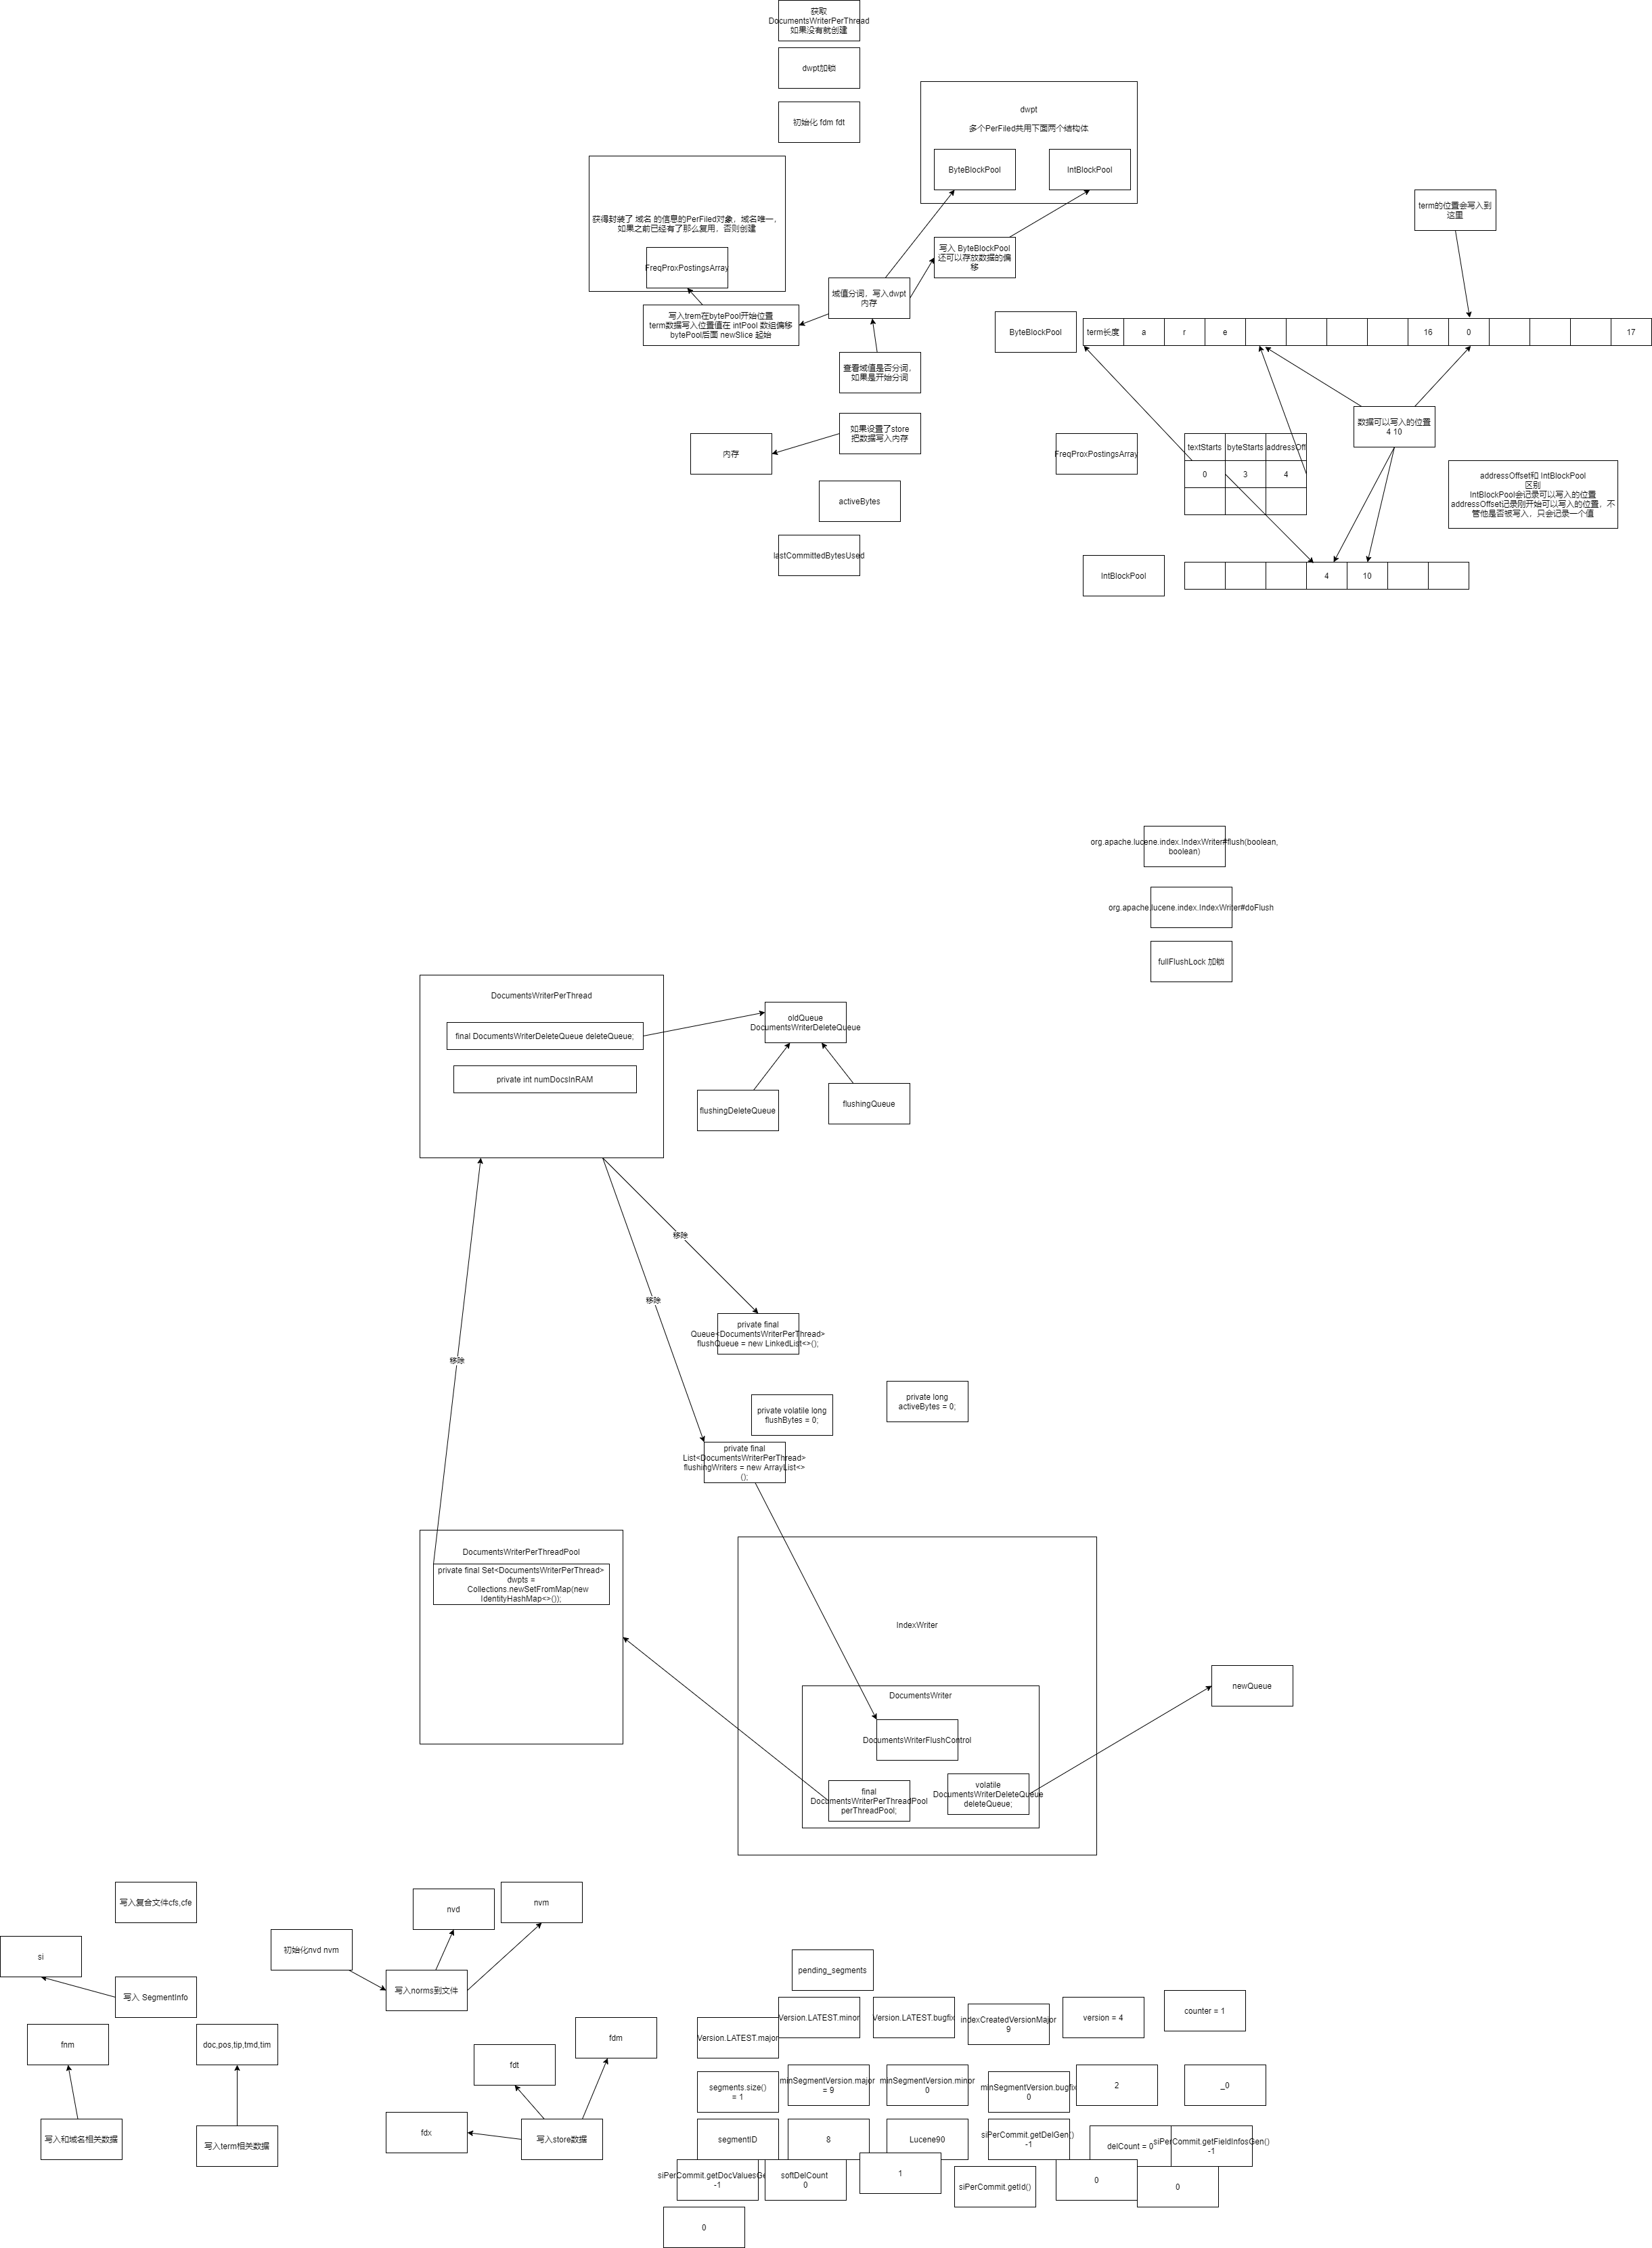 获取
DocumentsWriterPerThread
如果没有就创建
dwpt加锁
初始化 fdm fdt
dwpt
多个PerFiled共用下面两个结构体
ByteBlockPool
IntBlockPool
获得封装了 域名 的信息的PerFiled对象，域名唯一，
如果之前已经有了那么复用，否则创建
FreqProxPostingsArray
写入 ByteBlockPool
还可以存放数据的偏
移
term的位置会写入到
这里
域值分词，写入dwpt
内存
写入trem在bytePool开始位置
term数据写入位置值在 intPool 数组偏移
bytePool后面 newSlice 起始
ByteBlockPool
term长度
a
r
e
16
0
17
查看域值是否分词，
如果是开始分词
数据可以写入的位置
4 10
如果设置了store
把数据写入内存
内存
FreqProxPostingsArray
textStarts
byteStarts
addressOff
0
3
4
addressOffset和 IntBlockPool
区别
IntBlockPool会记录可以写入的位置
addressOffset记录刚开始可以写入的位置，不
管他是否被写入，只会记录一个值
activeBytes
lastCommittedBytesUsed
IntBlockPool
4
10
org.apache.lucene.index.IndexWriter#flush(boolean,
boolean)
org.apache.lucene.index.IndexWriter#doFlush
fullFlushLock 加锁
DocumentsWriterPerThread
final DocumentsWriterDeleteQueue deleteQueue;
private int numDocsInRAM
oldQueue
DocumentsWriterDeleteQueue
flushingDeleteQueue
flushingQueue
移除
移除
移除
private final
Queue<DocumentsWriterPerThread>
flushQueue = new LinkedList<>();
private volatile long
flushBytes = 0;
private long
activeBytes = 0;
private final
List<DocumentsWriterPerThread>
flushingWriters = new ArrayList<>
();
DocumentsWriterPerThreadPool
private final Set<DocumentsWriterPerThread>
dwpts =
Collections.newSetFromMap(new
IdentityHashMap<>());
IndexWriter
DocumentsWriter
DocumentsWriterFlushControl
final
DocumentsWriterPerThreadPool
perThreadPool;
volatile
DocumentsWriterDeleteQueue
deleteQueue;
newQueue
写入复合文件cfs,cfe
si
写入 SegmentInfo
初始化nvd nvm
nvd
nvm
写入norms到文件
fnm
doc,pos,tip,tmd,tim
写入和域名相关数据
写入term相关数据
fdm
fdt
fdx
写入store数据
pending_segments
Version.LATEST.major
Version.LATEST.minor
Version.LATEST.bugfix
indexCreatedVersionMajor
9
version = 4
counter = 1
segments.size()
= 1
minSegmentVersion.major
= 9
minSegmentVersion.minor
0
minSegmentVersion.bugfix
0
2
_0
segmentID
8
Lucene90
siPerCommit.getDelGen()
-1
delCount = 0
siPerCommit.getFieldInfosGen()
-1
siPerCommit.getDocValuesGe
-1
softDelCount
0
1
siPerCommit.getId()
0
0
0